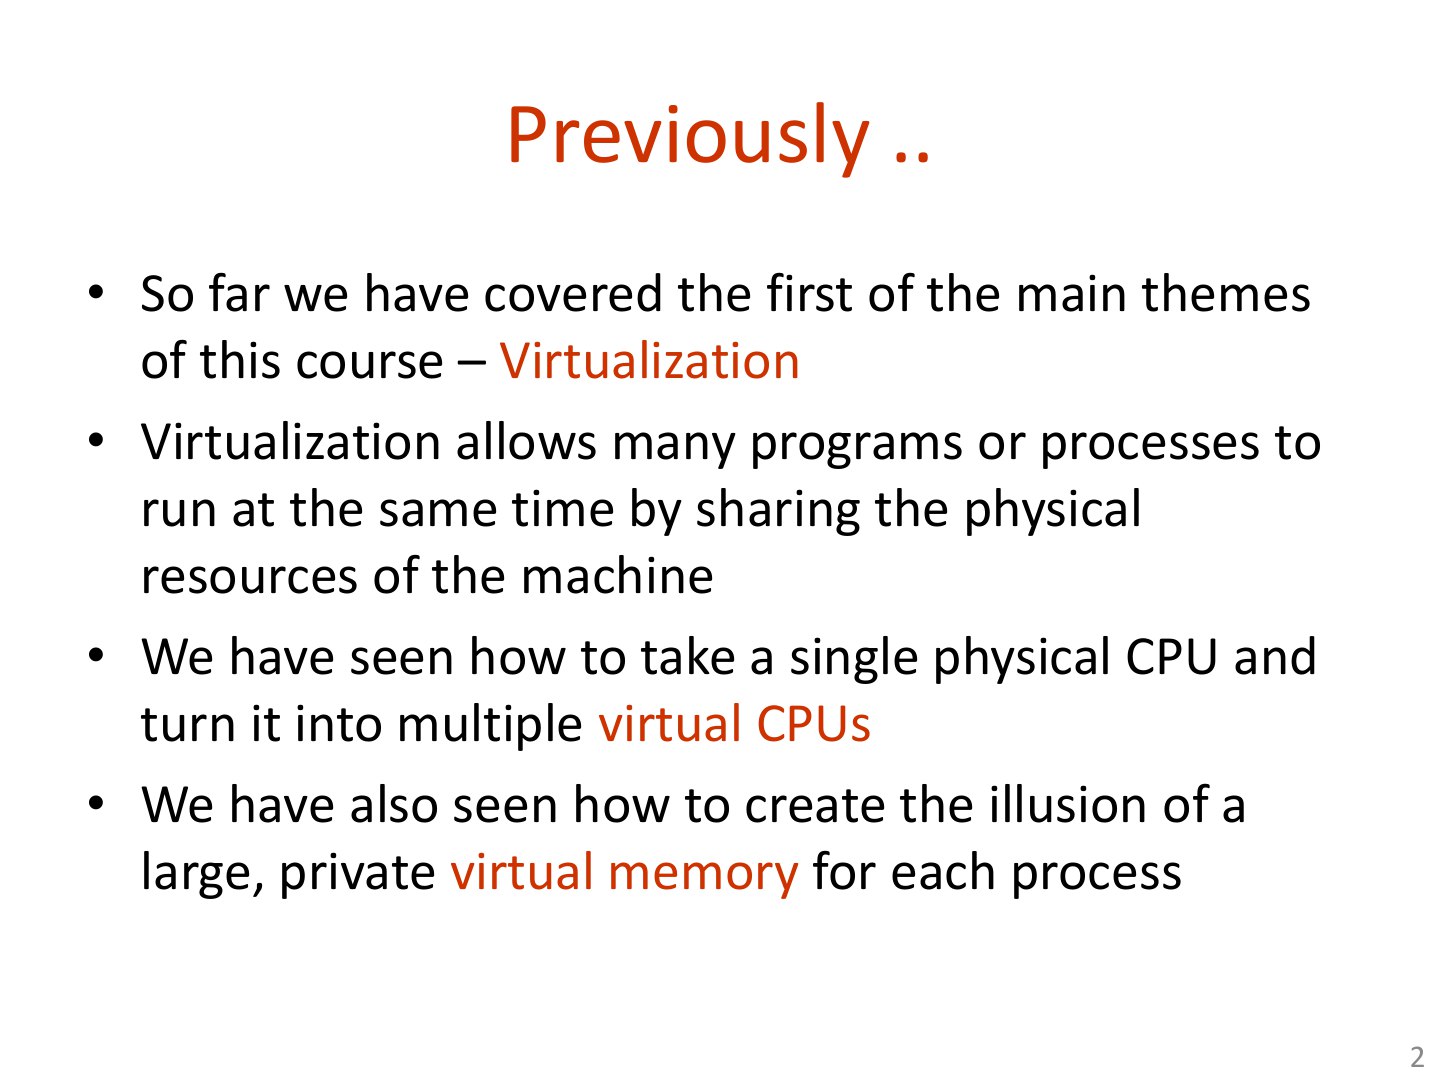 Previously ..
• So far we have covered the first of the main themes
of this course – Virtualization
• Virtualization allows many programs or processes to
run at the same time by sharing the physical
resources of the machine
• We have seen how to take a single physical CPU and
turn it into multiple virtual CPUs
• We have also seen how to create the illusion of a
large, private virtual memory for each process
2